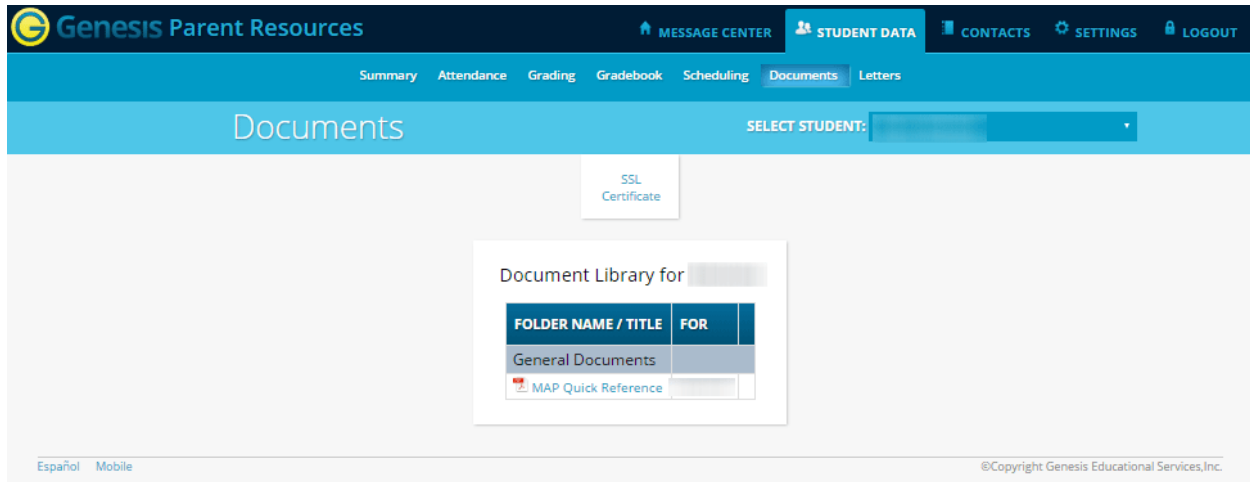 Genesis Parent Resources
MESSAGE CENTER STUDENT DATA CONTACTS SETTINGS LOGOUT
Summary Attendance Grading Gradebook Scheduling Documents Letters
Documents SELECT STUDENT:
SSL
Certificate
Document Library for
FOLDER NAME / TITLE FOR
General Documents
MAP Quick Reference
Español Mobile ©Copyright Genesis Educational Services,Inc.